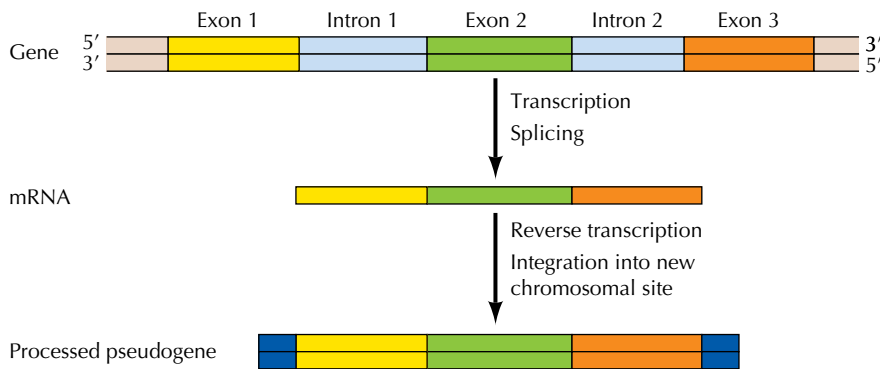 Exon 1 Intron 1 Exon 2 Intron 2 Exon 3
Gene 5′ 3′
3′ 5′
Transcription
Splicing
mRNA
Reverse transcription
Integration into new
chromosomal site
Processed pseudogene